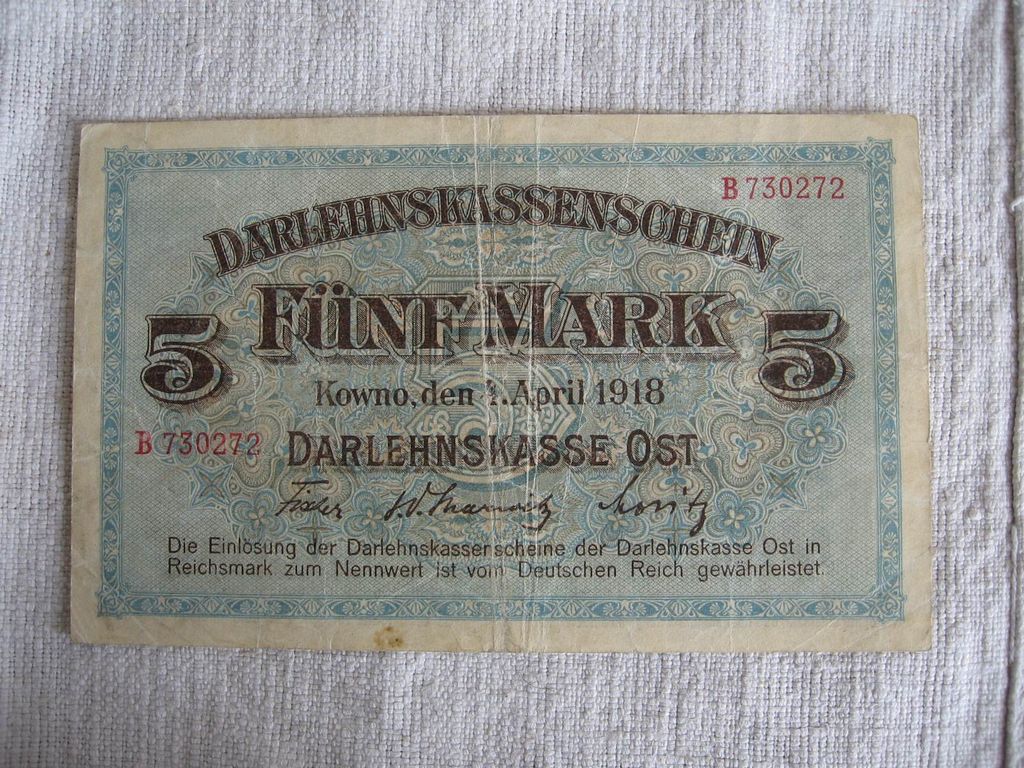 B 730272
DARLEHNSKASSENSCHEIN
FÜNF MARK
5 5
Kowno, den 4. April 1918
B 730272 DARLEHNSKASSE OST
Die Einlösung der Darlehnskassenscheine der Darlehnskasse Ost in
Reichsmark zum Nennwert ist vom Deutschen Reich gewährleistet.